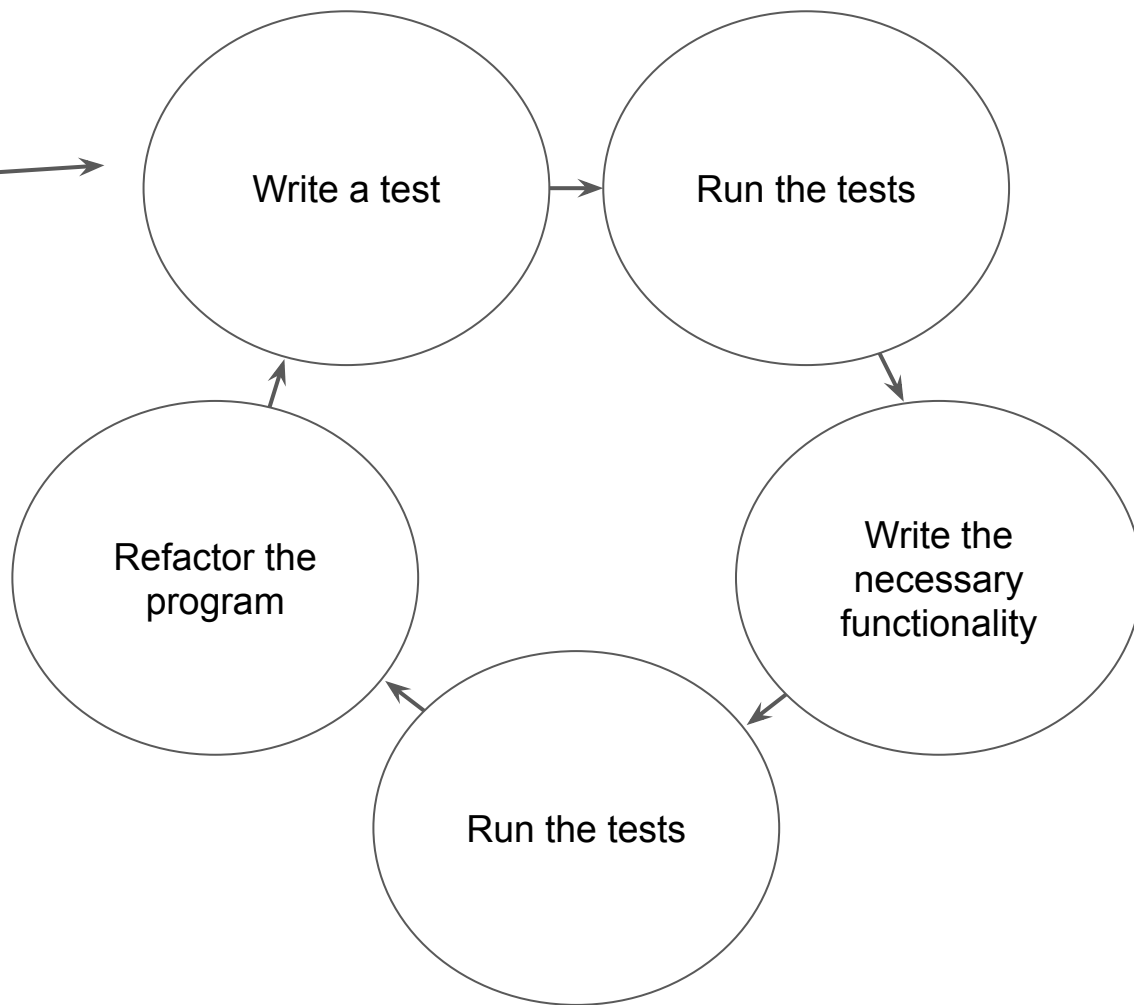 Write a test
Run the tests
Write the
necessary
functionality
Run the tests
Refactor the
program